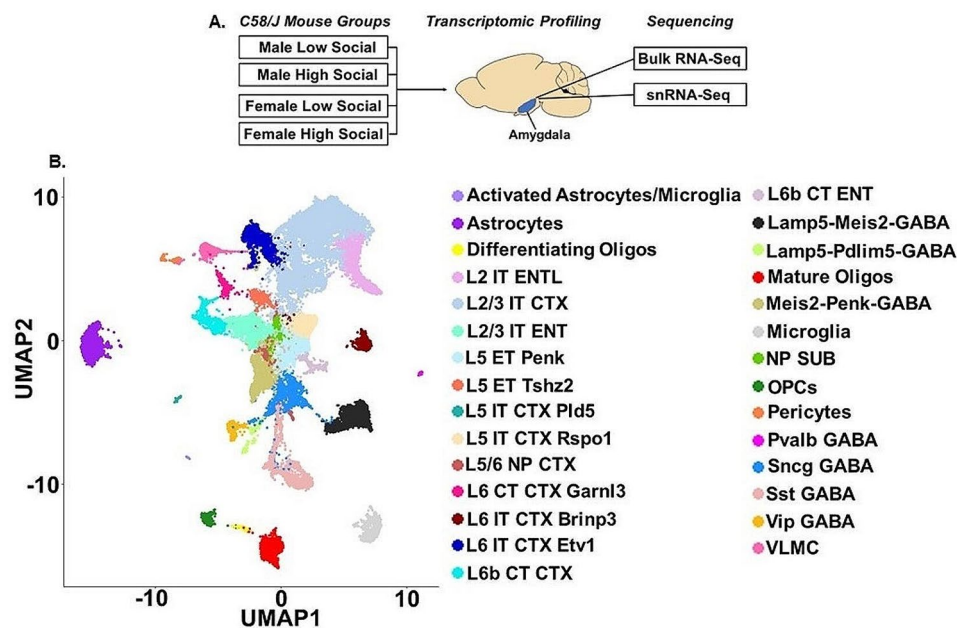 A.
C58/J Mouse Groups
Transcriptomic Profiling
Sequencing
Male Low Social
Male High Social
Female Low Social
Female High Social
Amygdala
Bulk RNA-Seq
snRNA-Seq
B.
10
0
-10
UMAP2
-10
0
10
UMAP1
Activated Astrocytes/Microglia
Astrocytes
Differentiating Oligos
L2 IT ENTL
L2/3 IT CTX
L2/3 IT ENT
L5 ET Penk
L5 ET Tshz2
L5 IT CTX Pld5
L5 IT CTX Rspo1
L5/6 NP CTX
L6 CT CTX Garnl3
L6 IT CTX Brinp3
L6 IT CTX Etv1
L6b CT CTX
L6b CT ENT
Lamp5-Meis2-GABA
Lamp5-Pdlim5-GABA
Mature Oligos
Meis2-Penk-GABA
Microglia
NP SUB
OPCs
Pericytes
Pvalb GABA
Sncg GABA
Sst GABA
Vip GABA
VLMC